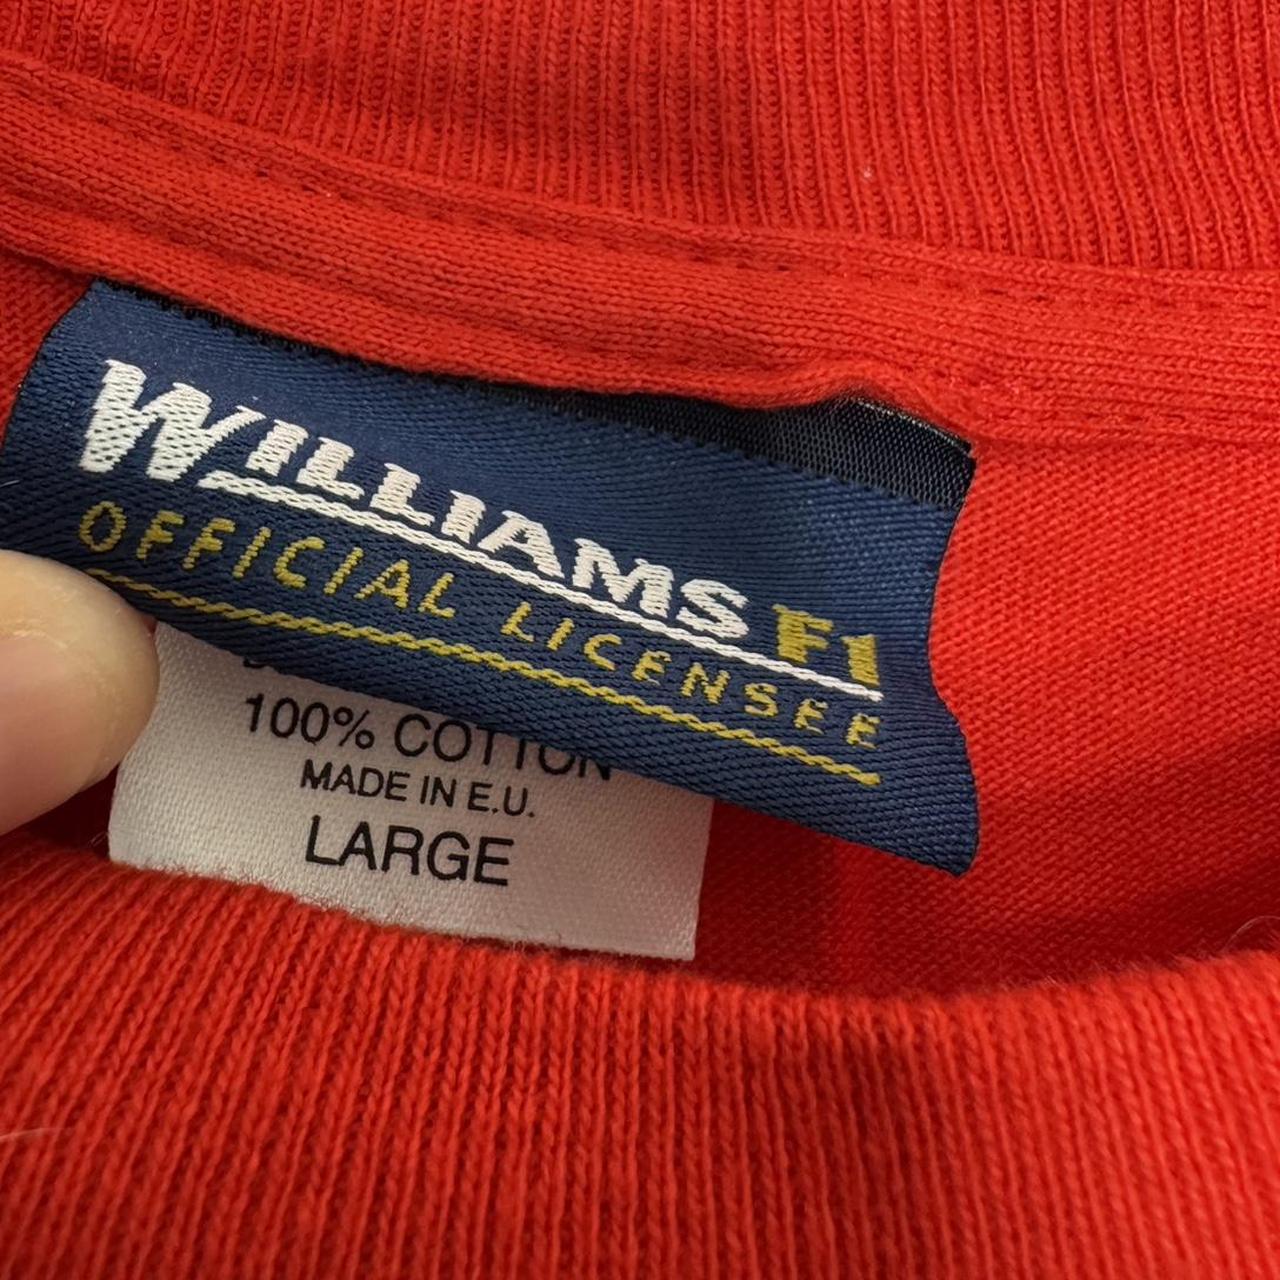 WILLIAMS F1
OFFICIAL LICENSEE
100% COTTON
MADE IN E.U.
LARGE